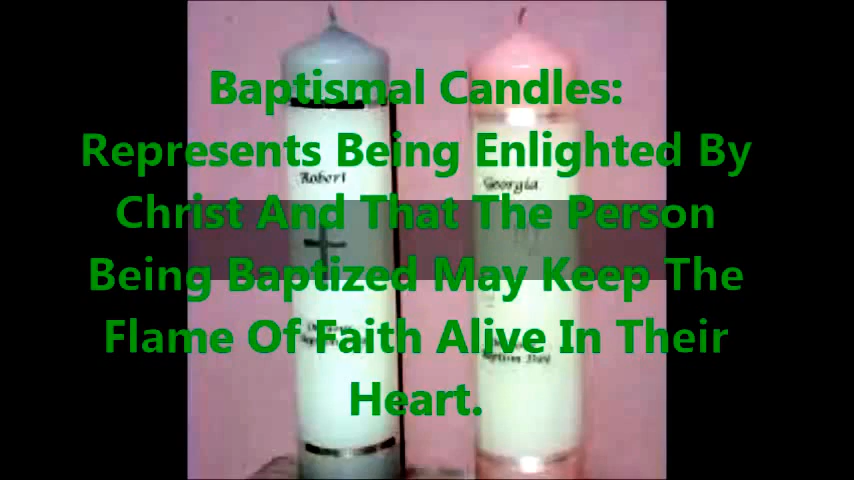 Baptismal Candles:
Represents Being Enlighted By
Christ And That The Person
Being Baptized May Keep The
Flame Of Faith Alive In Their
Heart.
Robert
Georgia